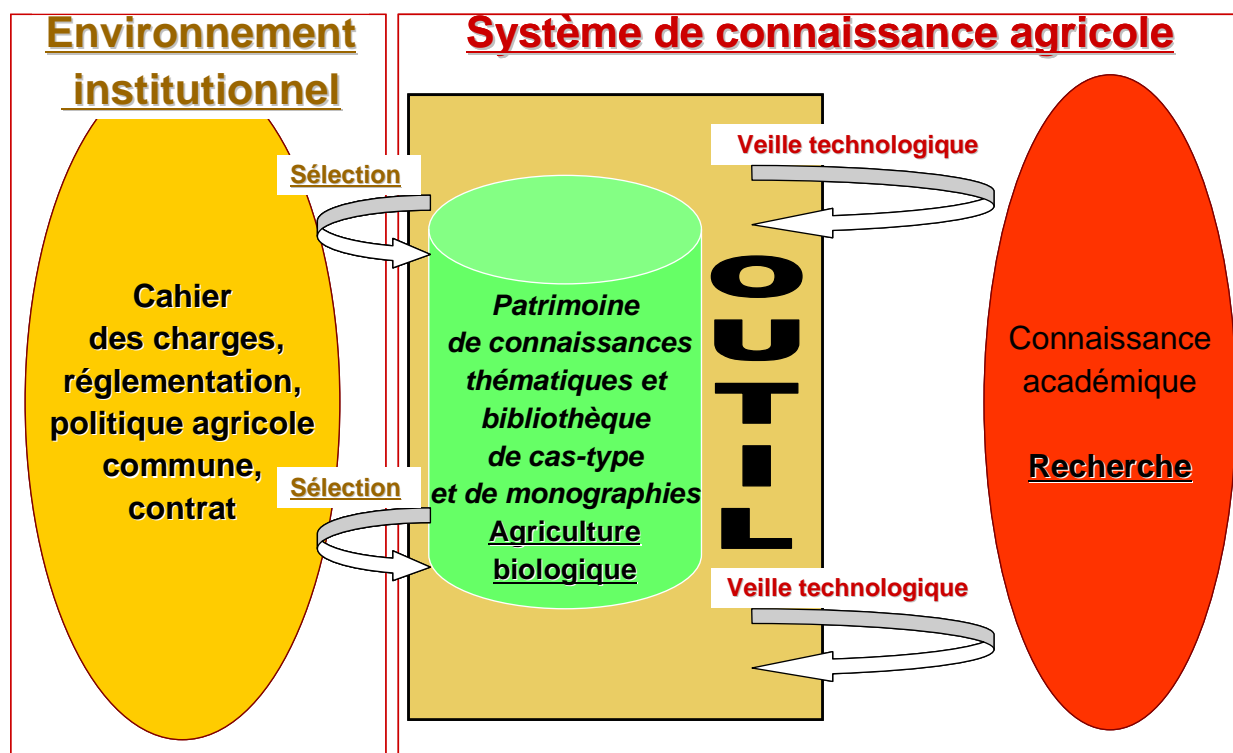 Environnement
institutionnel
Système de connaissance agricole
Sélection
Veille technologique
Cahier
des charges,
réglementation,
politique agricole
commune,
contrat
Patrimoine
de connaissances
thématiques et
bibliothèque
de cas-type
et de monographies
Agriculture
biologique
OUTIL
Connaissance
académique
Recherche
Sélection
Veille technologique